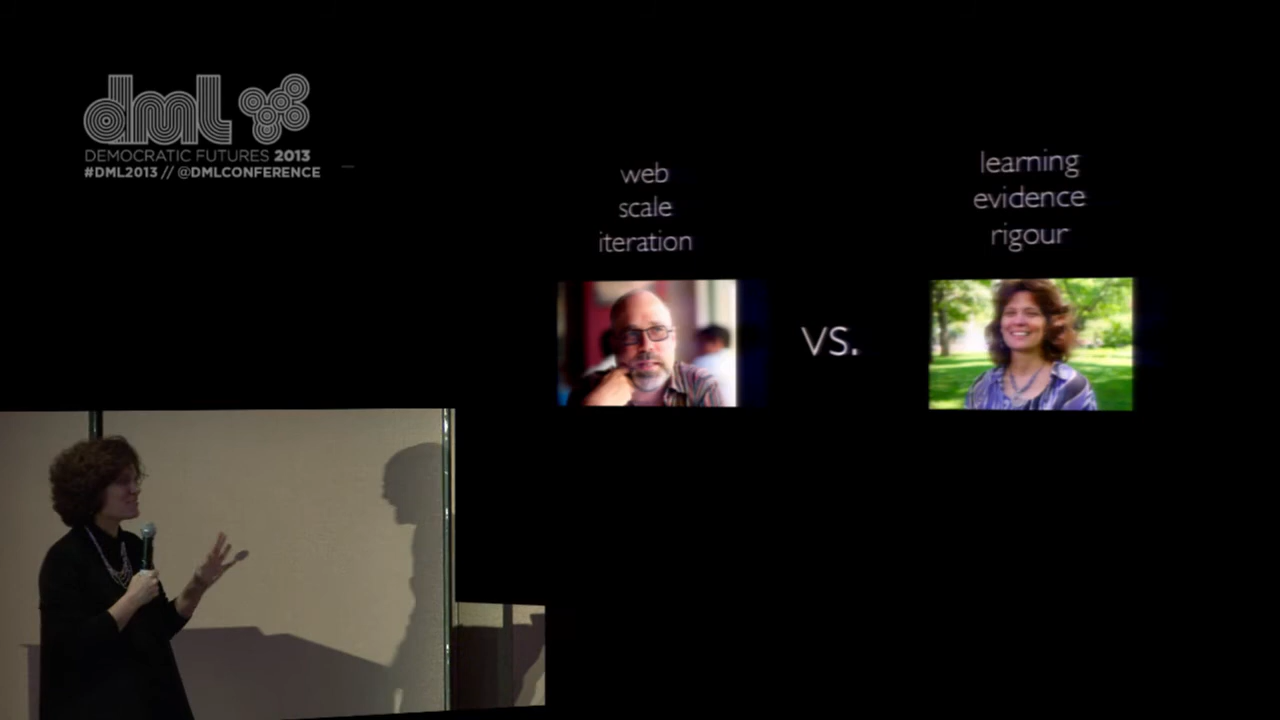 dml
DEMOCRATIC FUTURES 2013
#DML2013 // @DMLCONFERENCE
web
scale
iteration
learning
evidence
rigour
vs.